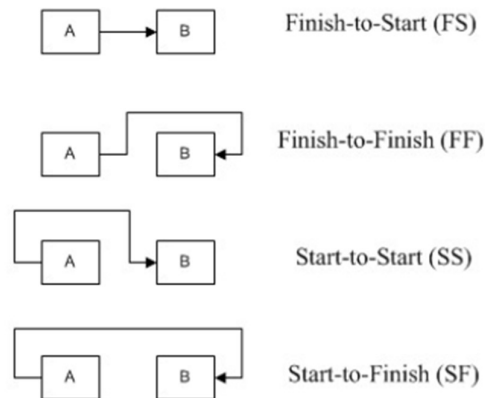 A B Finish-to-Start (FS)
A B Finish-to-Finish (FF)
A B Start-to-Start (SS)
A B Start-to-Finish (SF)